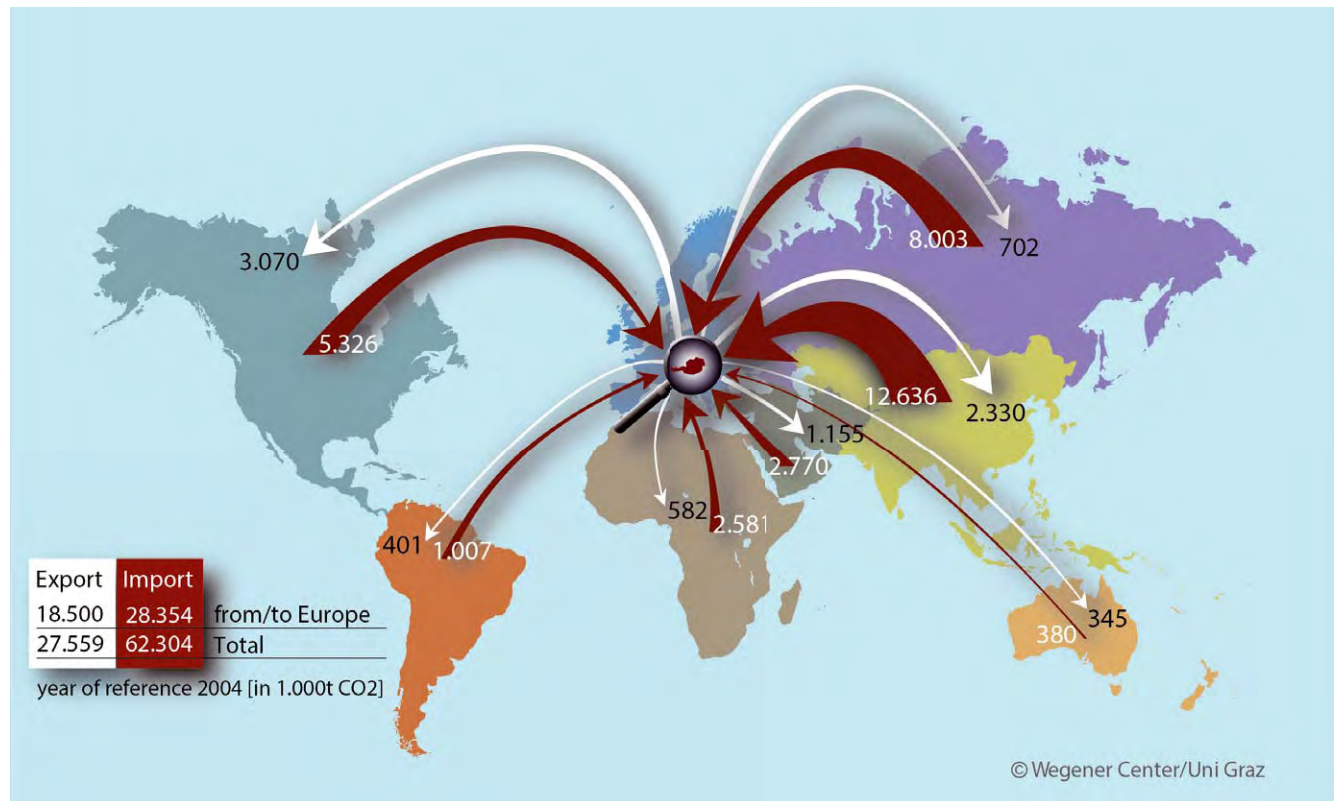 3.070
8.003
702
5.326
12.636
2.330
1.155
2.770
582
2.581
401
1.007
345
380
Export Import
18.500 28.354 from/to Europe
27.559 62.304 Total
year of reference 2004 [in 1.000t CO2]
© Wegener Center/Uni Graz